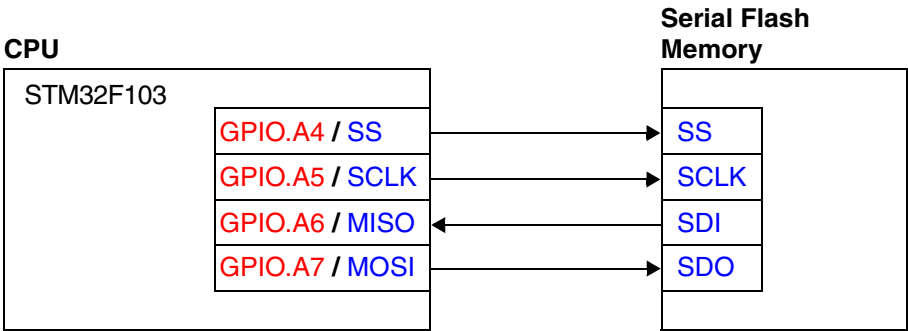 CPU
Serial Flash
Memory
STM32F103
GPIO.A4 / SS
GPIO.A5 / SCLK
GPIO.A6 / MISO
GPIO.A7 / MOSI
SS
SCLK
SDI
SDO